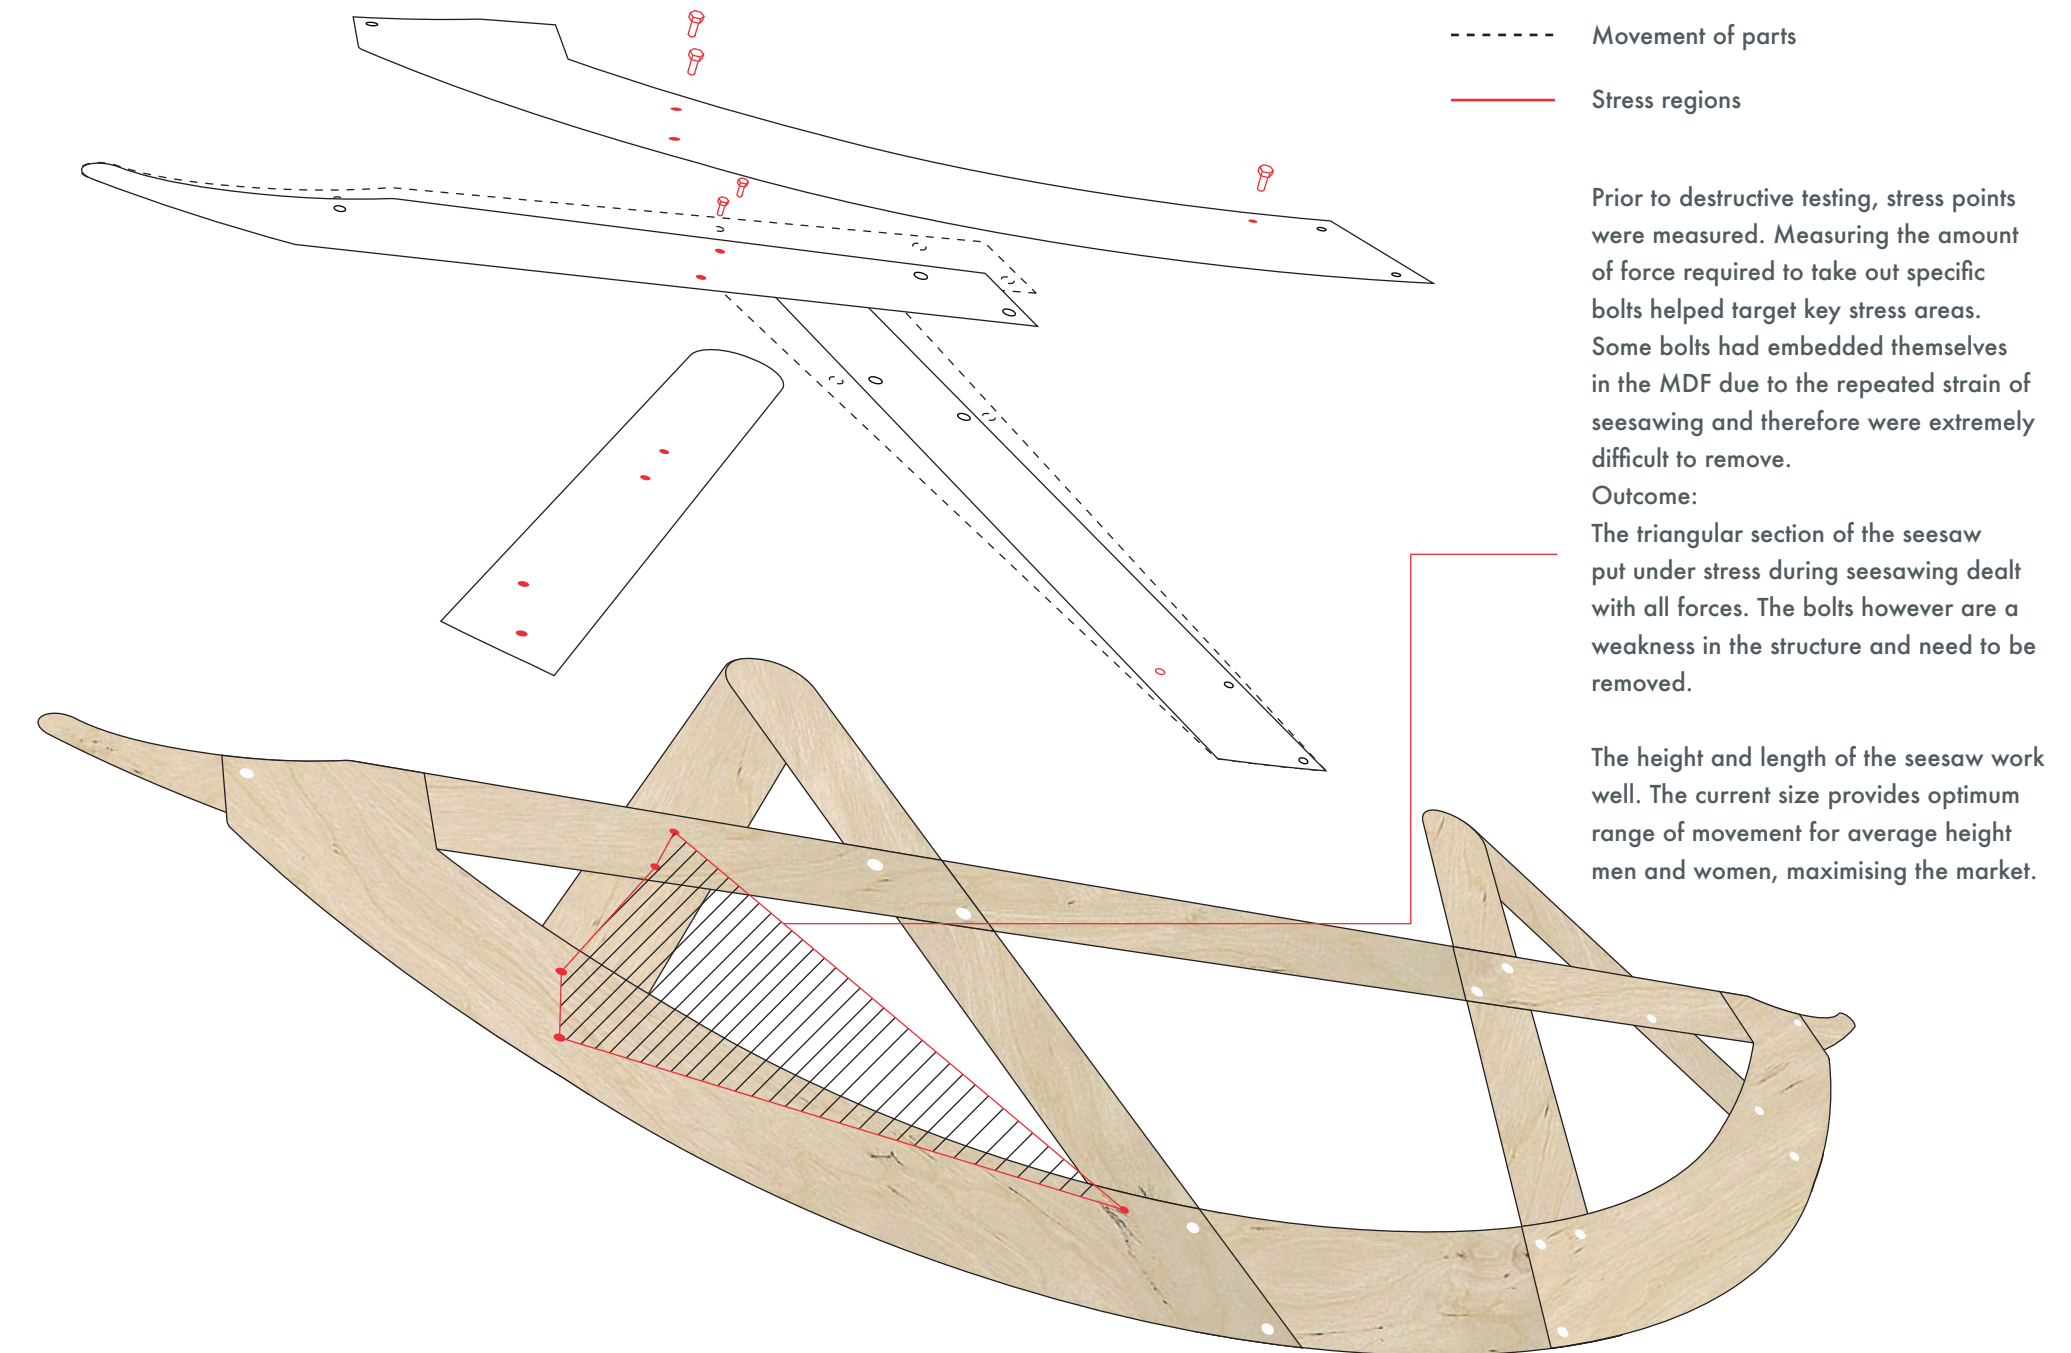 Movement of parts
Stress regions
Prior to destructive testing, stress points
were measured. Measuring the amount
of force required to take out specific
bolts helped target key stress areas.
Some bolts had embedded themselves
in the MDF due to the repeated strain of
seesawing and therefore were extremely
difficult to remove.
Outcome:
The triangular section of the seesaw
put under stress during seesawing dealt
with all forces. The bolts however are a
weakness in the structure and need to be
removed.
The height and length of the seesaw work
well. The current size provides optimum
range of movement for average height
men and women, maximising the market.